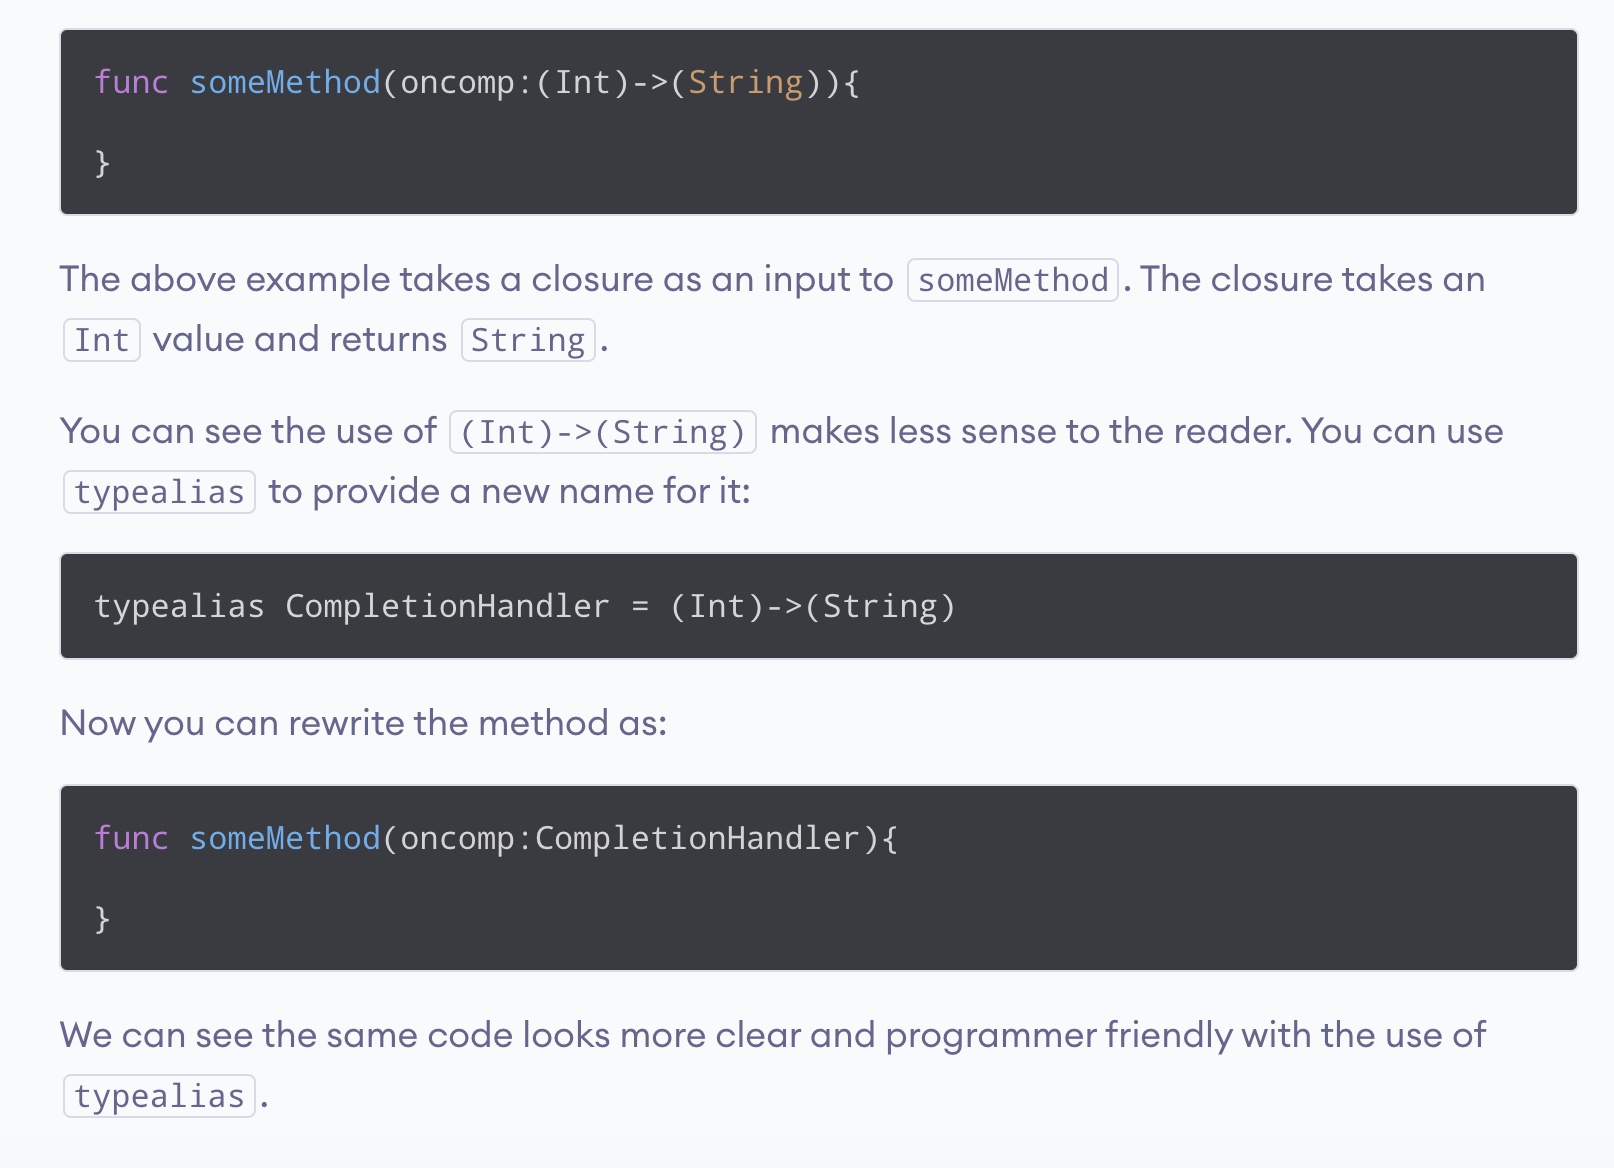 func someMethod(oncomp:(Int)->(String)){
}
The above example takes a closure as an input to someMethod. The closure takes an
Int value and returns String.
You can see the use of (Int)->(String) makes less sense to the reader. You can use
typealias to provide a new name for it:
typealias CompletionHandler = (Int)->(String)
Now you can rewrite the method as:
func someMethod(oncomp:CompletionHandler){
}
We can see the same code looks more clear and programmer friendly with the use of
typealias.